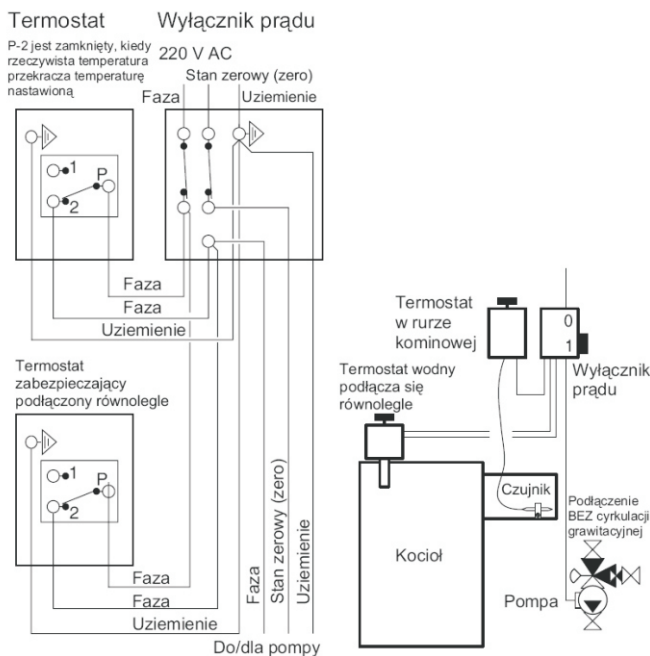 Termostat
P-2 jest zamknięty, kiedy
rzeczywista temperatura
przekracza temperaturę
nastawioną
Wyłącznik prądu
220 V AC
Stan zerowy (zero)
Faza
Uziemienie
1
P
2
Faza
Faza
Uziemienie
Termostat
zabezpieczający
podłączony równolegle
1
P
2
Faza
Faza
Uziemienie
Faza
Stan zerowy (zero)
Uziemienie
Do/dla pompy
Termostat
w rurze
kominowej
0
1
Wyłącznik
prądu
Termostat wodny
podłącza się
równolegle
Czujnik
Kocioł
Podłączenie
BEZ cyrkulacji
grawitacyjnej
Pompa